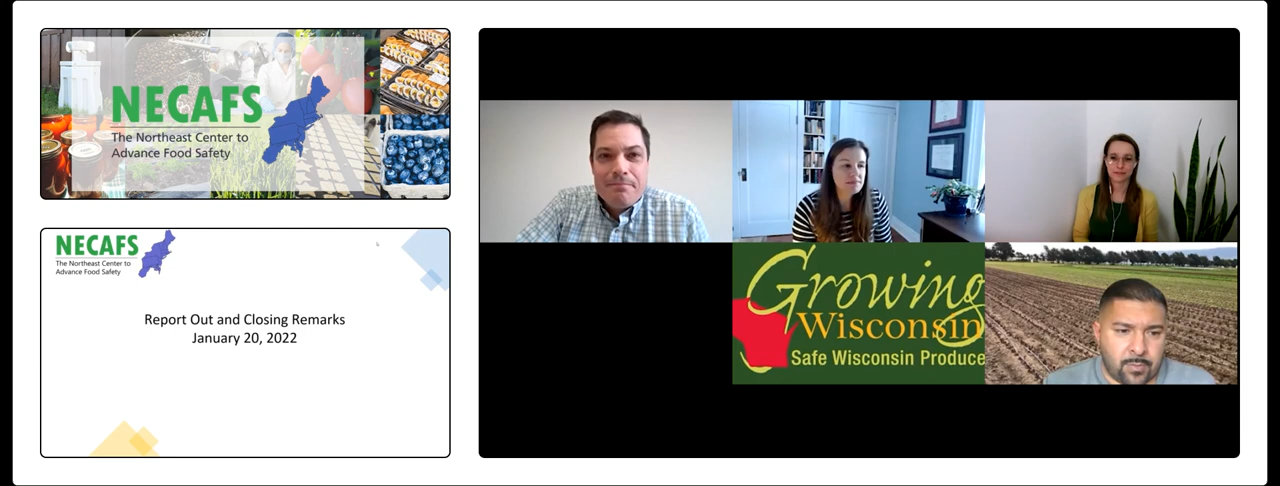 NECAFS
The Northeast Center to
Advance Food Safety
NECAFS
The Northeast Center to
Advance Food Safety
Report Out and Closing Remarks
January 20, 2022
Growing
Wisconsin
Safe Wisconsin Produce